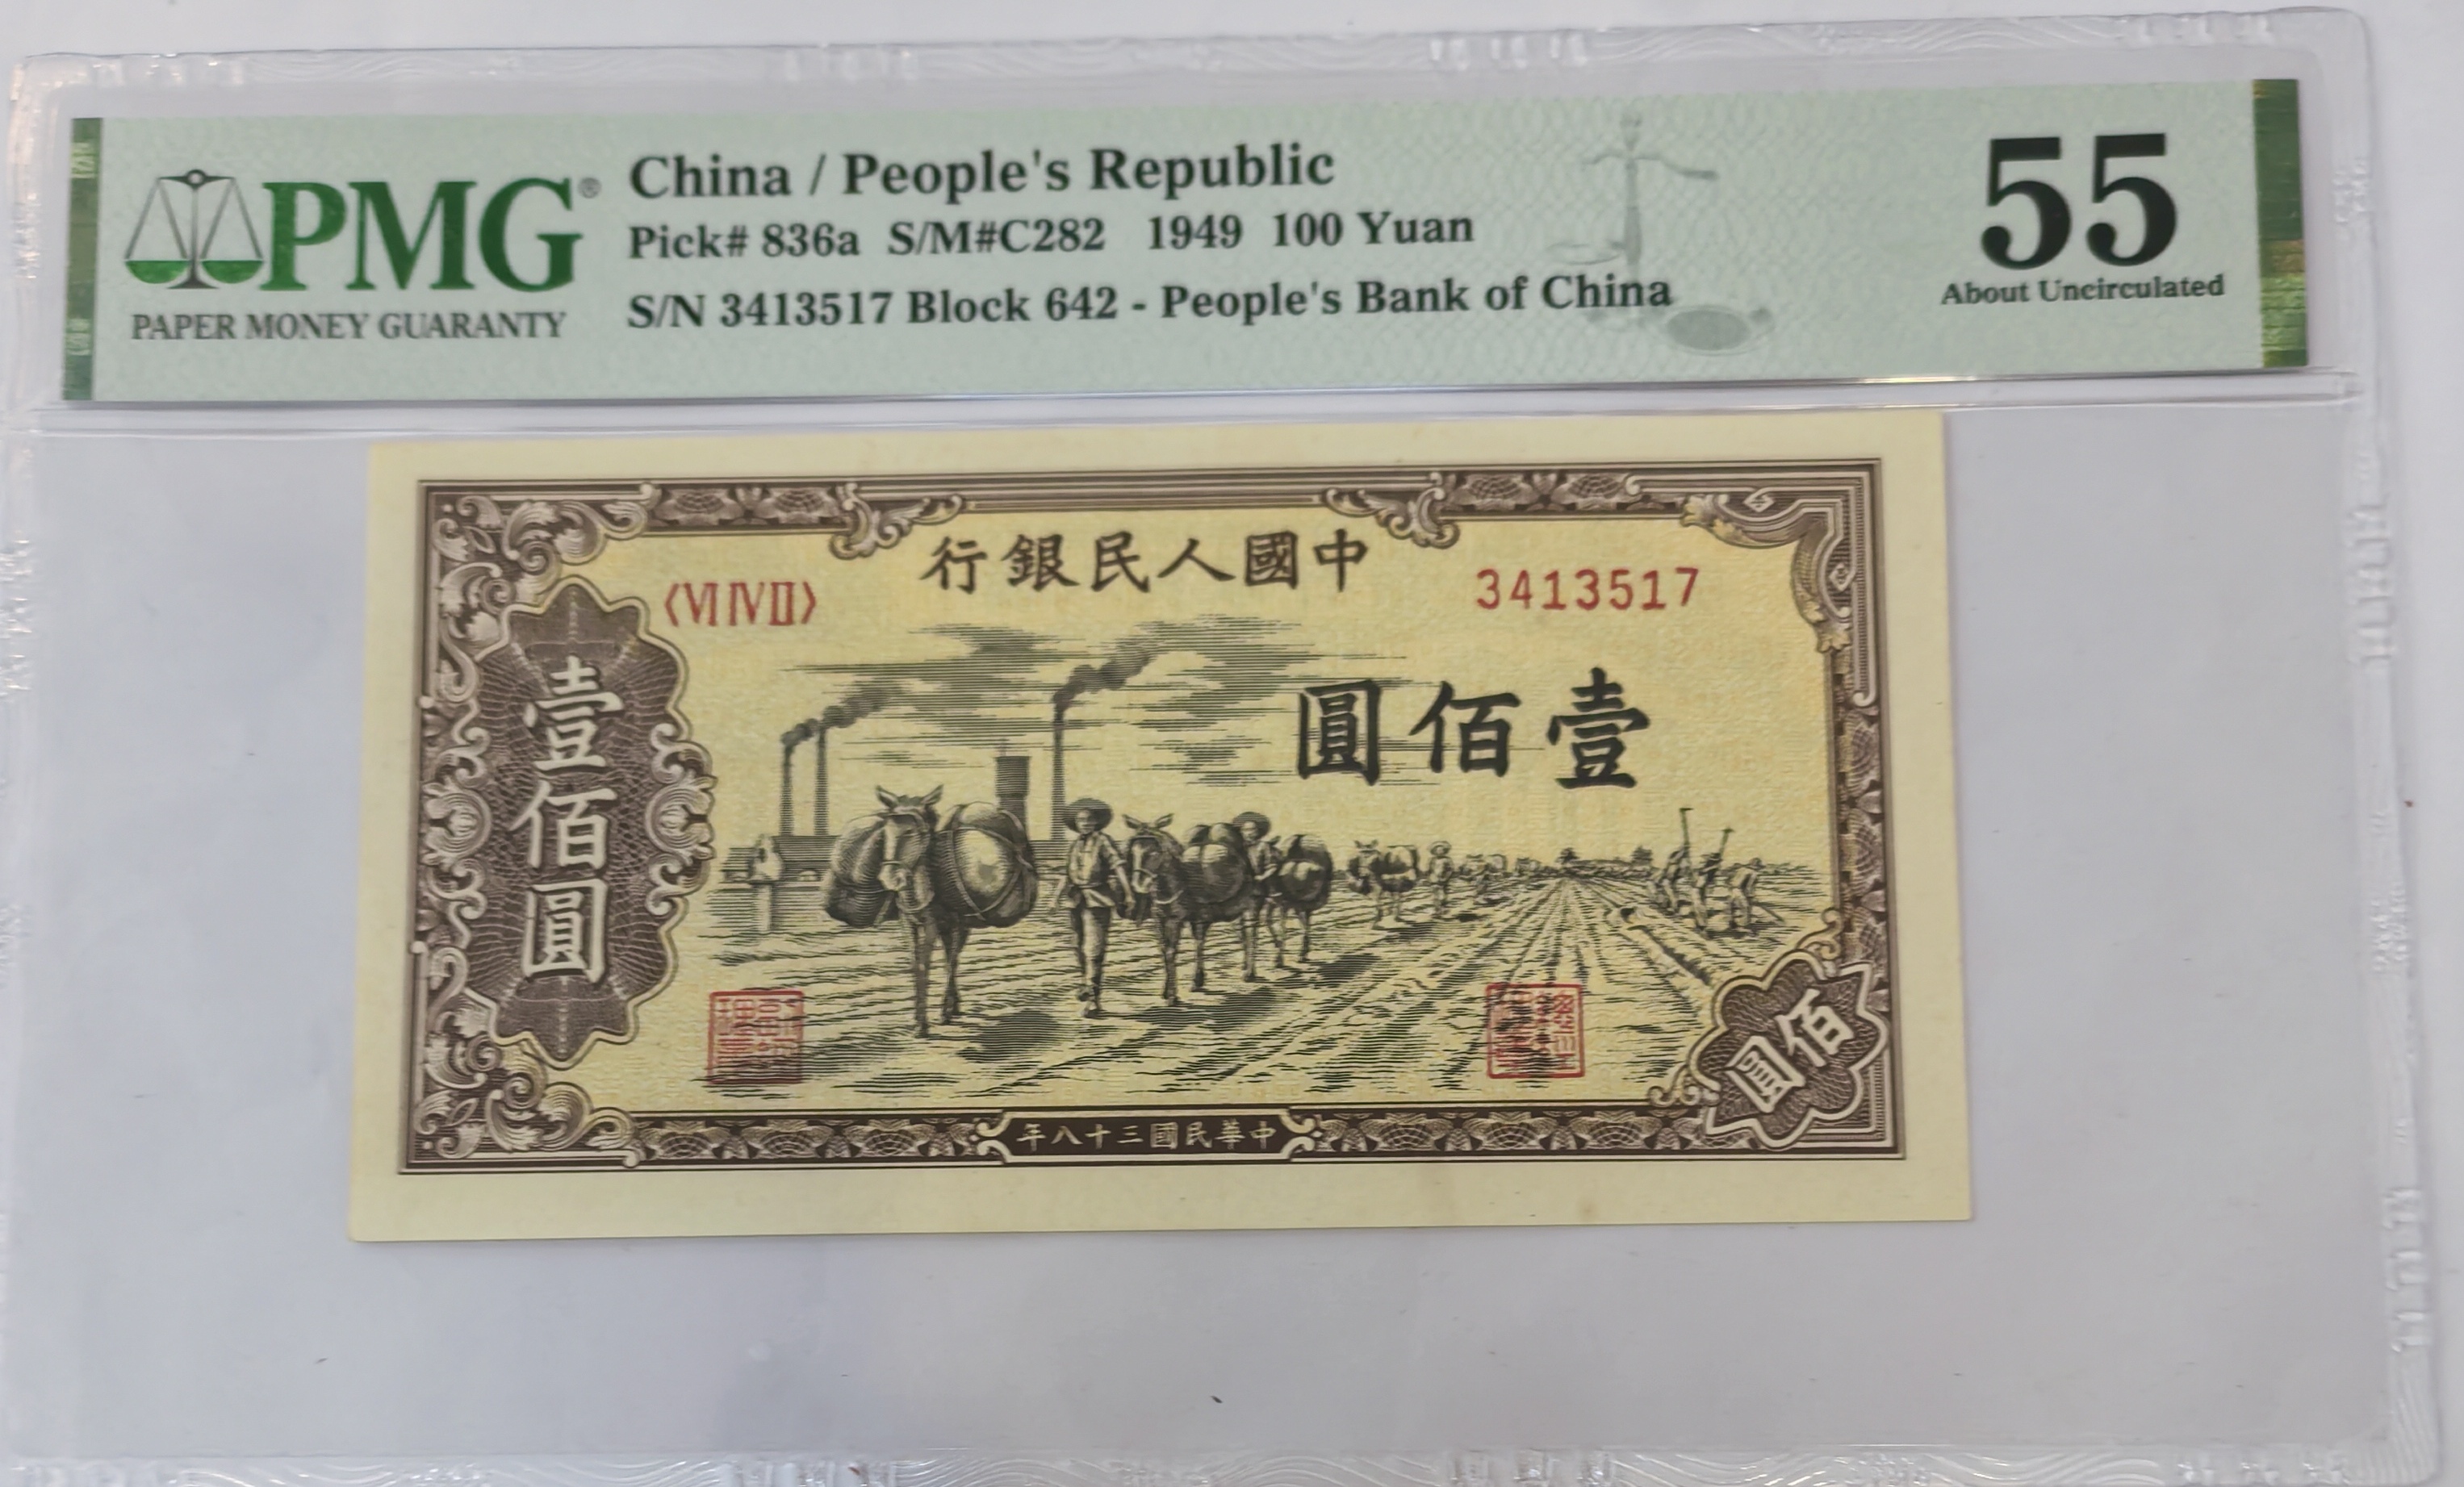 PMG®
PAPER MONEY GUARANTY
China / People's Republic
Pick# 836a S/M#C282 1949 100 Yuan
S/N 3413517 Block 642 - People's Bank of China
55
About Uncirculated
中國人民銀行
〈VI IV II〉
3413517
壹佰圓
壹佰圓
佰圓
中華民國三十八年